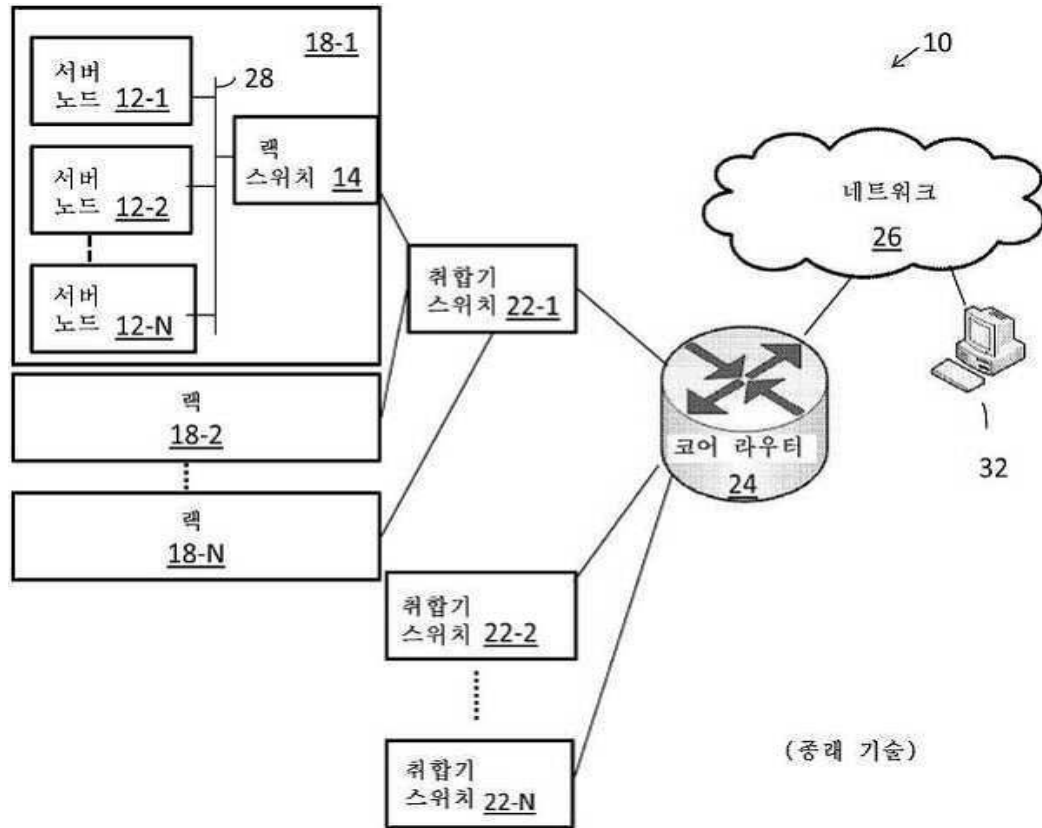 18-1
서버
노드 12-1
28
랙
스위치 14
서버
노드 12-2
서버
노드 12-N
랙
18-2
랙
18-N
취합기
스위치 22-1
취합기
스위치 22-2
취합기
스위치 22-N
코어 라우터
24
10
네트워크
26
32
(종래 기술)